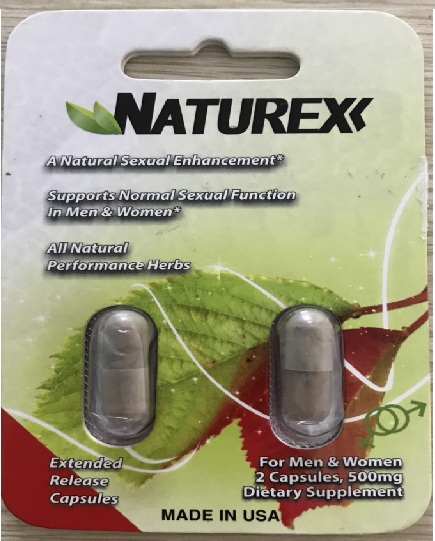 NATUREX
A Natural Sexual Enhancement*
Supports Normal Sexual Function
In Men & Women*
All Natural
Performance Herbs
Extended
Release
Capsules
For Men & Women
2 Capsules, 500mg
Dietary Supplement
MADE IN USA